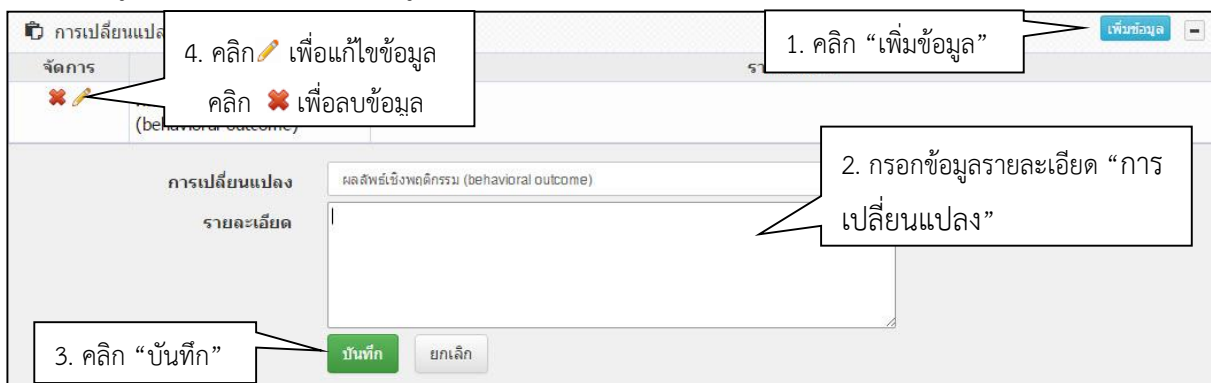 การเปลี่ยนแปล
4. คลิก เพื่อแก้ไขข้อมูล
คลิก เพื่อลบข้อมูล
1. คลิก “เพิ่มข้อมูล”
เพิ่มข้อมูล
จัดการ
(behavioral outcome)
การเปลี่ยนแปลง
ผลลัพธ์เชิงพฤติกรรม (behavioral outcome)
2. กรอกข้อมูลรายละเอียด “การ
เปลี่ยนแปลง”
รายละเอียด
3. คลิก “บันทึก”
บันทึก
ยกเลิก